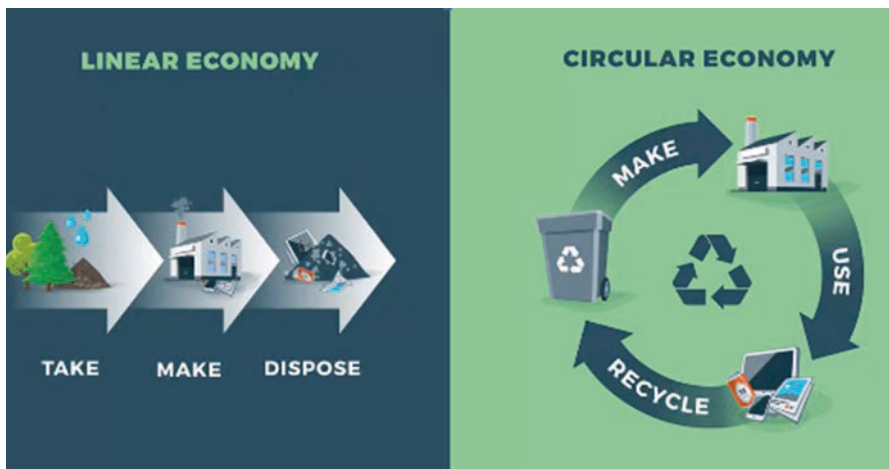 LINEAR ECONOMY
TAKE
MAKE
DISPOSE
CIRCULAR ECONOMY
MAKE
USE
RECYCLE